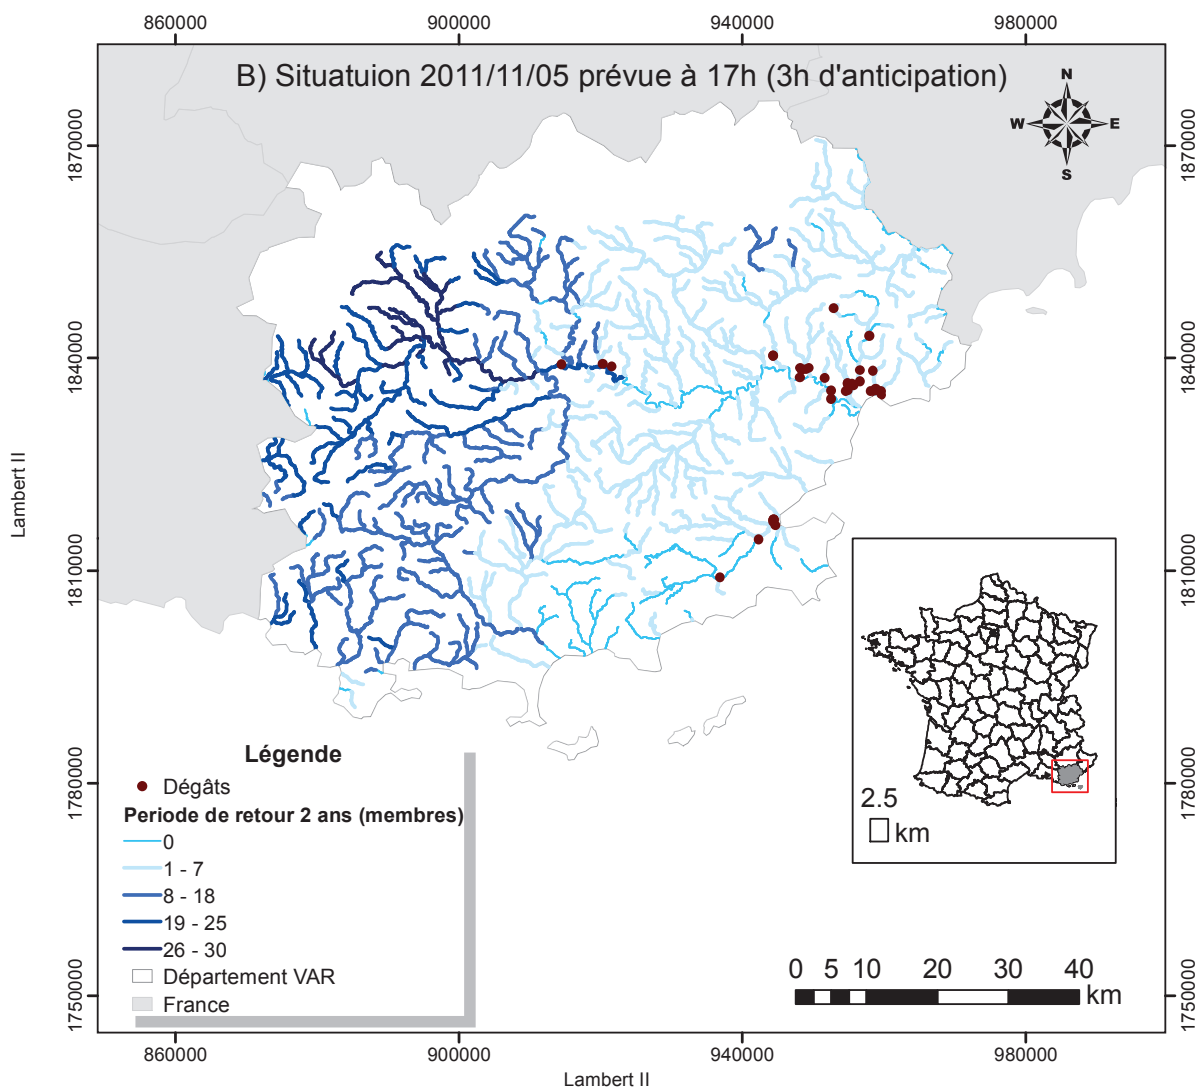 860000 900000 940000 980000
B) Situatuion 2011/11/05 prévue à 17h (3h d'anticipation)
N
W E
S
1870000 1870000
1840000 1840000
1810000 1810000
1780000 1780000
1750000 1750000
Lambert II
Légende
Dégâts
Periode de retour 2 ans (membres)
0
1 - 7
8 - 18
19 - 25
26 - 30
Département VAR
France
2.5
km
0 5 10 20 30 40
km
860000 900000 940000 980000
Lambert II